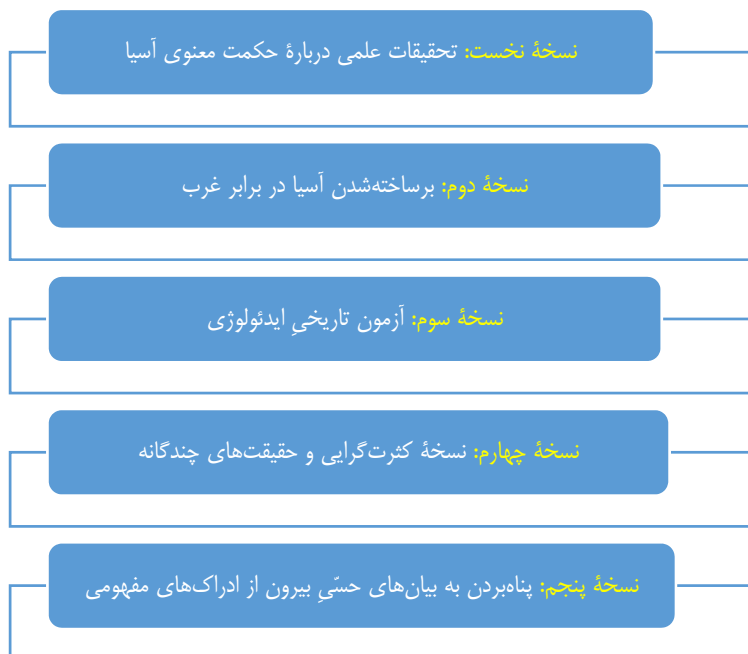 نسخهٔ نخست: تحقیقات علمی دربارهٔ حکمت معنوی آسیا
نسخهٔ دوم: برساخته‌شدن آسیا در برابر غرب
نسخهٔ سوم: آزمون تاریخیِ ایدئولوژی
نسخهٔ چهارم: نسخهٔ کثرت‌گرایی و حقیقت‌های چندگانه
نسخهٔ پنجم: پناه‌بردن به بیان‌های حسّیِ بیرون از ادراک‌های مفهومی